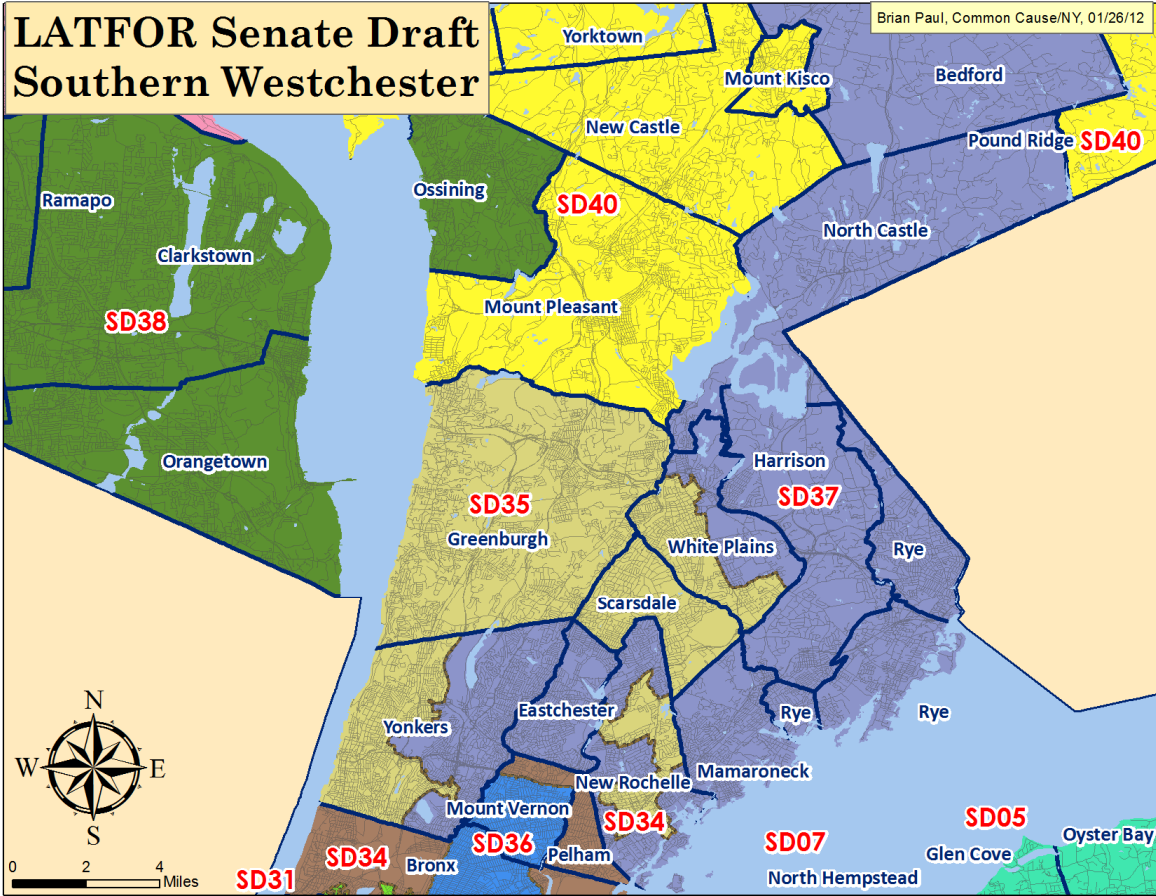 LATFOR Senate Draft
Southern Westchester
Brian Paul, Common Cause/NY, 01/26/12
Yorktown
Mount Kisco
Bedford
New Castle
Pound Ridge
SD40
Ossining
Ramapo
SD40
North Castle
Clarkstown
Mount Pleasant
SD38
Orangetown
Harrison
SD37
SD35
Greenburgh
White Plains
Rye
Scarsdale
Eastchester
Rye
Rye
Yonkers
N
W
E
S
New Rochelle
Mamaroneck
Mount Vernon
SD34
SD05
SD36
SD07
Oyster Bay
SD34
Bronx
Pelham
Glen Cove
0 2 4
Miles
SD31
North Hempstead